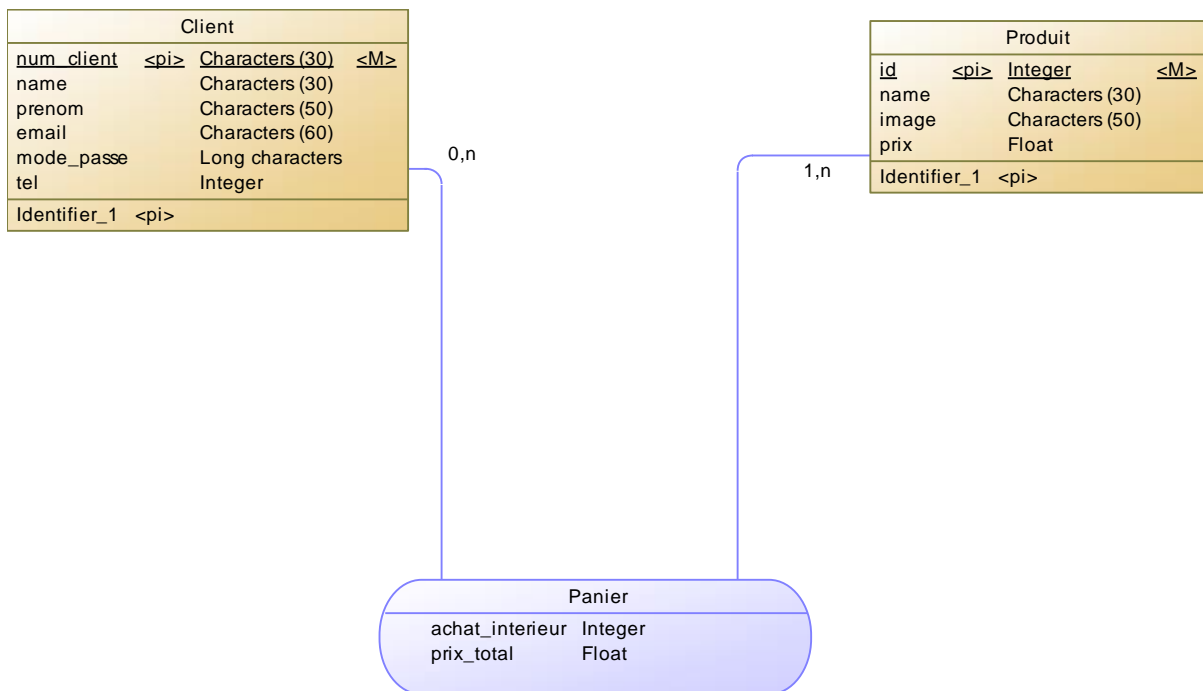 Client
num_client <pi> Characters (30) <M>
name Characters (30)
prenom Characters (50)
email Characters (60)
mode_passe Long characters
tel Integer
Identifier_1 <pi>
0,n
Produit
id <pi> Integer <M>
name Characters (30)
image Characters (50)
prix Float
Identifier_1 <pi>
1,n
Panier
achat_interieur Integer
prix_total Float